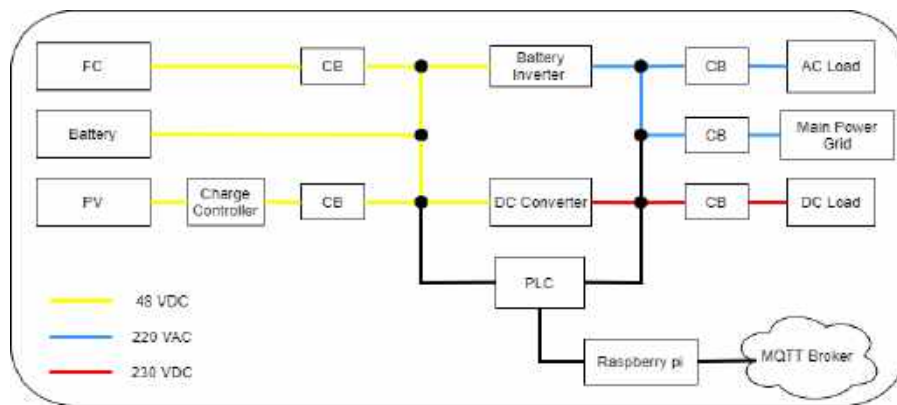 FC
CB
Battery
Inverter
CB
AC Load
Battery
CB
Main Power
Grid
PV
Charge
Controller
CB
DC Converter
CB
DC Load
PLC
48 VDC
220 VAC
230 VDC
Raspberry pi
MQTT Broker